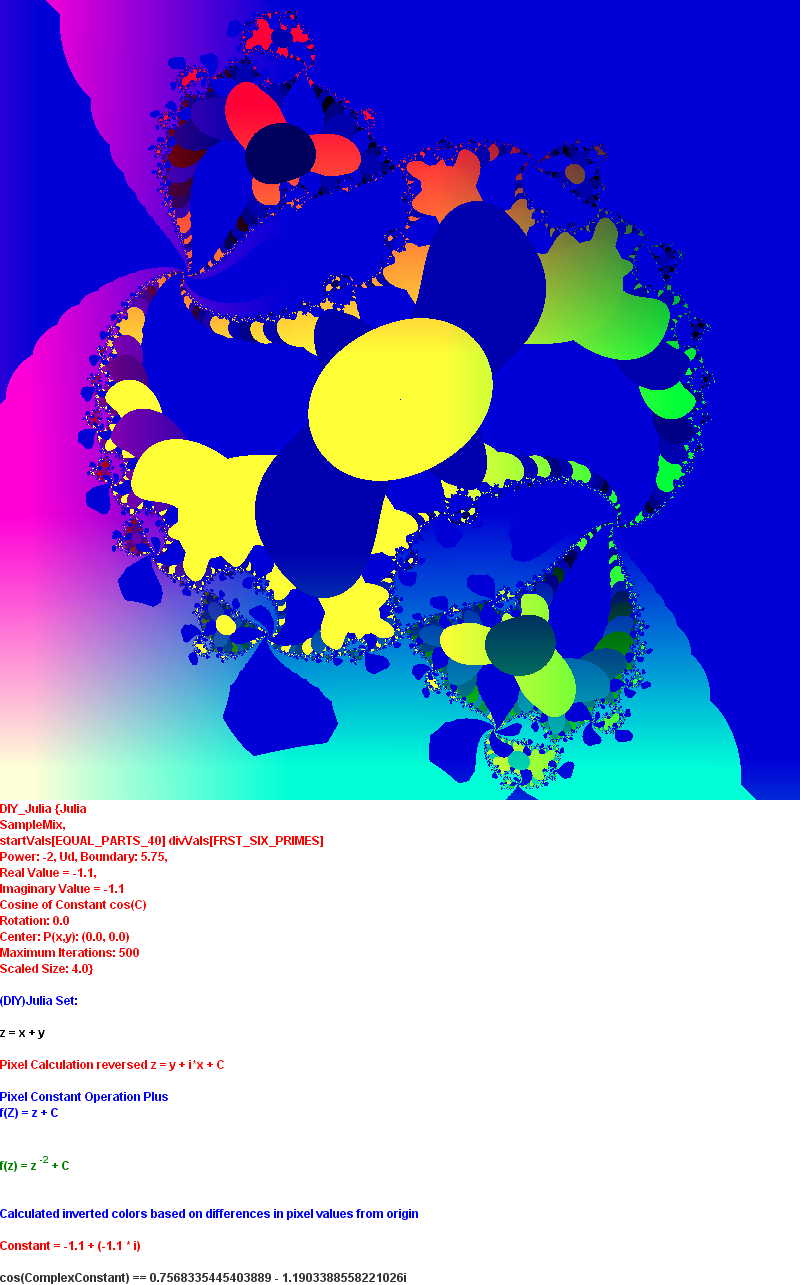 DIY_Julia {Julia
SampleMix,
startVals[EQUAL_PARTS_40] divVals[FRST_SIX_PRIMES]
Power: -2, Ud, Boundary: 5.75,
Real Value = -1.1,
Imaginary Value = -1.1
Cosine of Constant cos(C)
Rotation: 0.0
Center: P(x,y): (0.0, 0.0)
Maximum Iterations: 500
Scaled Size: 4.0}
(DIY)Julia Set:
z = x + y
Pixel Calculation reversed z = y + i*x + C
Pixel Constant Operation Plus
f(Z) = z + C
f(z) = z -2 + C
Calculated inverted colors based on differences in pixel values from origin
Constant = -1.1 + (-1.1 * i)
cos(ComplexConstant) == 0.7568335445403889 - 1.1903388558221026i